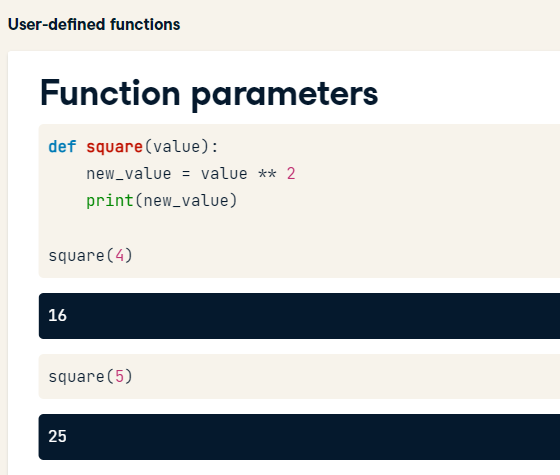 User-defined functions
Function parameters
def square(value):
    new_value = value ** 2
    print(new_value)
square(4)
16
square(5)
25